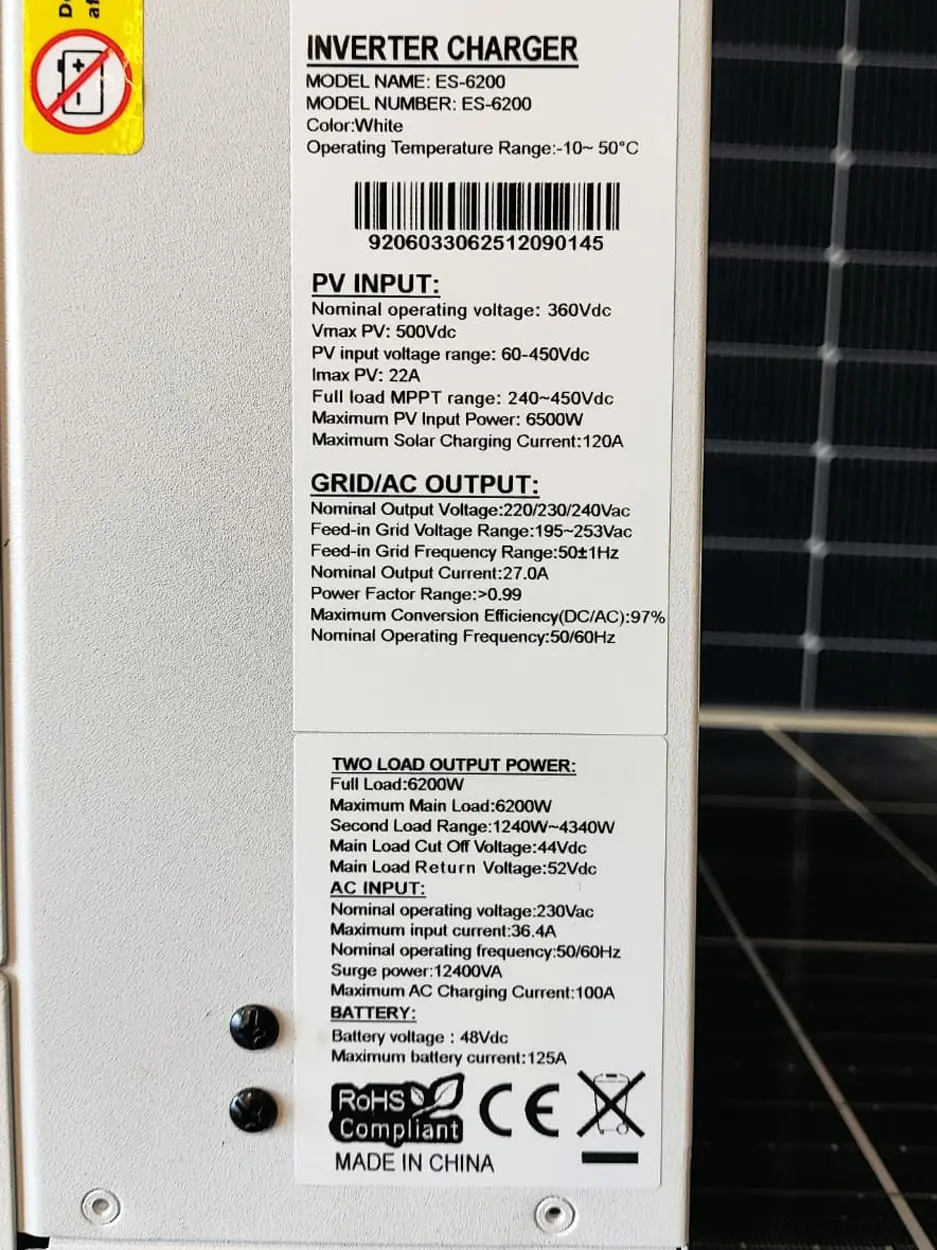 INVERTER CHARGER
MODEL NAME: ES-6200
MODEL NUMBER: ES-6200
Color:White
Operating Temperature Range:-10~ 50°C
9206033062512090145
PV INPUT:
Nominal operating voltage: 360Vdc
Vmax PV: 500Vdc
PV input voltage range: 60-450Vdc
Imax PV: 22A
Full load MPPT range: 240~450Vdc
Maximum PV Input Power: 6500W
Maximum Solar Charging Current:120A
GRID/AC OUTPUT:
Nominal Output Voltage:220/230/240Vac
Feed-in Grid Voltage Range:195~253Vac
Feed-in Grid Frequency Range:50±1Hz
Nominal Output Current:27.0A
Power Factor Range:>0.99
Maximum Conversion Efficiency(DC/AC):97%
Nominal Operating Frequency:50/60Hz
TWO LOAD OUTPUT POWER:
Full Load:6200W
Maximum Main Load:6200W
Second Load Range:1240W~4340W
Main Load Cut Off Voltage:44Vdc
Main Load Return Voltage:52Vdc
AC INPUT:
Nominal operating voltage:230Vac
Maximum input current:36.4A
Nominal operating frequency:50/60Hz
Surge power:12400VA
Maximum AC Charging Current:100A
BATTERY:
Battery voltage : 48Vdc
Maximum battery current:125A
RoHS
Compliant
CE
MADE IN CHINA